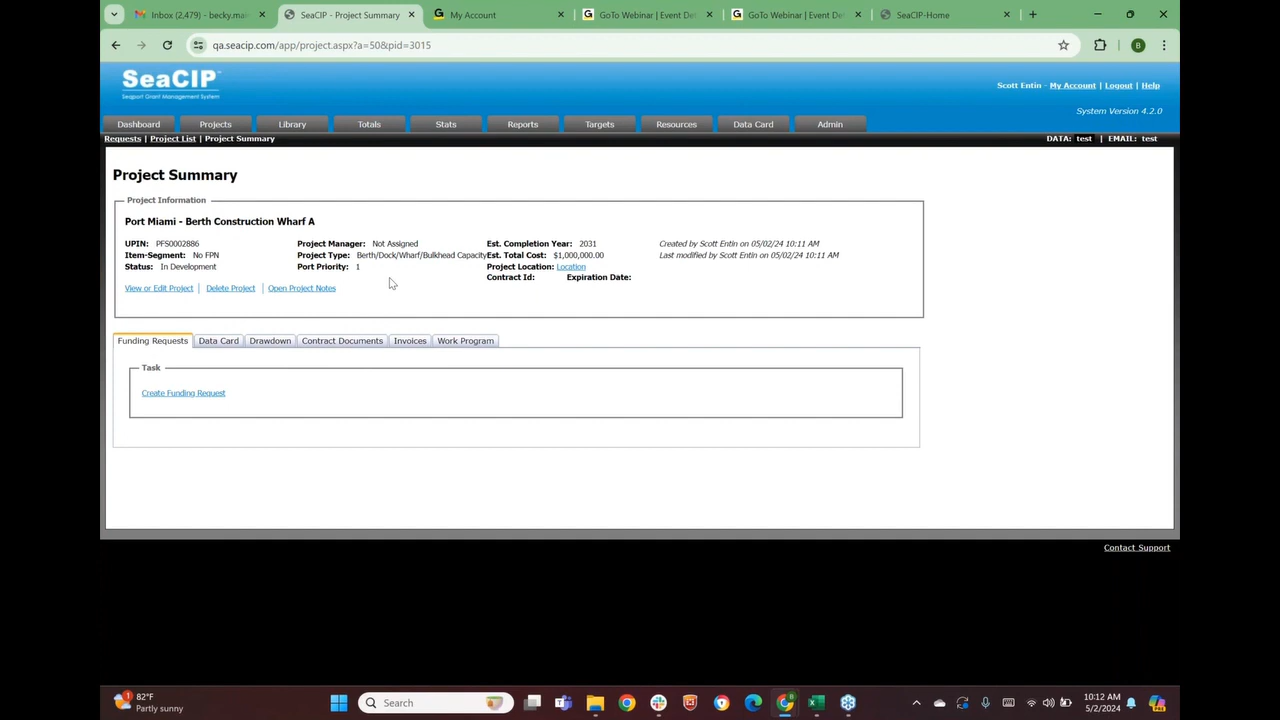 Inbox (2,479) - becky.mai
SeaCIP - Project Summary
My Account
GoTo Webinar | Event De
GoTo Webinar | Event De
SeaCIP-Home
qa.seacip.com/app/project.aspx?a=50&pid=3015
B
SeaCIP
Seaport Grant Management System
Scott Entin - My Account | Logout | Help
System Version 4.2.0
Dashboard Projects Library Totals Stats Reports Targets Resources Data Card Admin
Requests | Project List | Project Summary
DATA: test | EMAIL: test
Project Summary
Project Information
Port Miami - Berth Construction Wharf A
UPIN: PFS0002886
Item-Segment: No FPN
Status: In Development
Project Manager: Not Assigned
Project Type: Berth/Dock/Wharf/Bulkhead Capacity
Port Priority: 1
Est. Completion Year: 2031
Est. Total Cost: $1,000,000.00
Project Location: Location
Contract Id: Expiration Date:
Created by Scott Entin on 05/02/24 10:11 AM
Last modified by Scott Entin on 05/02/24 10:11 AM
View or Edit Project | Delete Project | Open Project Notes
Funding Requests Data Card Drawdown Contract Documents Invoices Work Program
Task
Create Funding Request
Contact Support
1
82°F
Partly sunny
Search
10:12 AM
5/2/2024